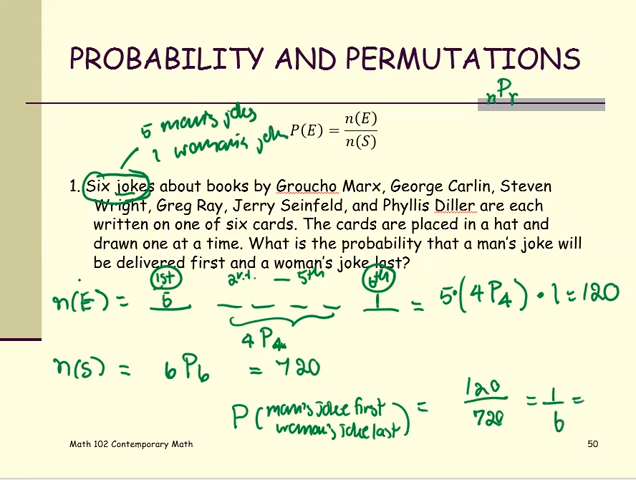 PROBABILITY AND PERMUTATIONS
nPr
5 man's jokes
1 woman's joke
P(E) = n(E)/n(S)
1. Six jokes about books by Groucho Marx, George Carlin, Steven
Wright, Greg Ray, Jerry Seinfeld, and Phyllis Diller are each
written on one of six cards. The cards are placed in a hat and
drawn one at a time. What is the probability that a man's joke will
be delivered first and a woman's joke last?
1st 2nd — 5th 6th
n(E) = 5 _ _ _ _ 1 = 5·(4P4)·1 = 120
4P4
n(S) = 6P6 = 720
P(man's joke first woman's joke last) = 120/720 = 1/6 =
Math 102 Contemporary Math
50